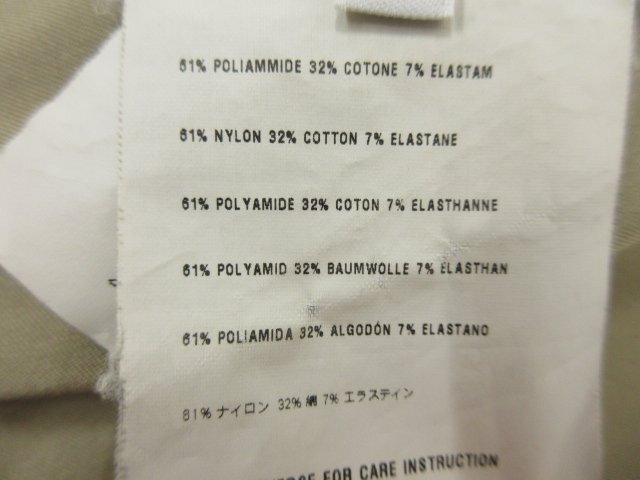 61% POLIAMMIDE 32% COTONE 7% ELASTAM
61% NYLON 32% COTTON 7% ELASTANE
61% POLYAMIDE 32% COTON 7% ELASTHANNE
61% POLYAMID 32% BAUMWOLLE 7% ELASTHAN
61% POLIAMIDA 32% ALGODÓN 7% ELASTANO
61% ナイロン 32% 綿 7% エラスティン
FOR CARE INSTRUCTION